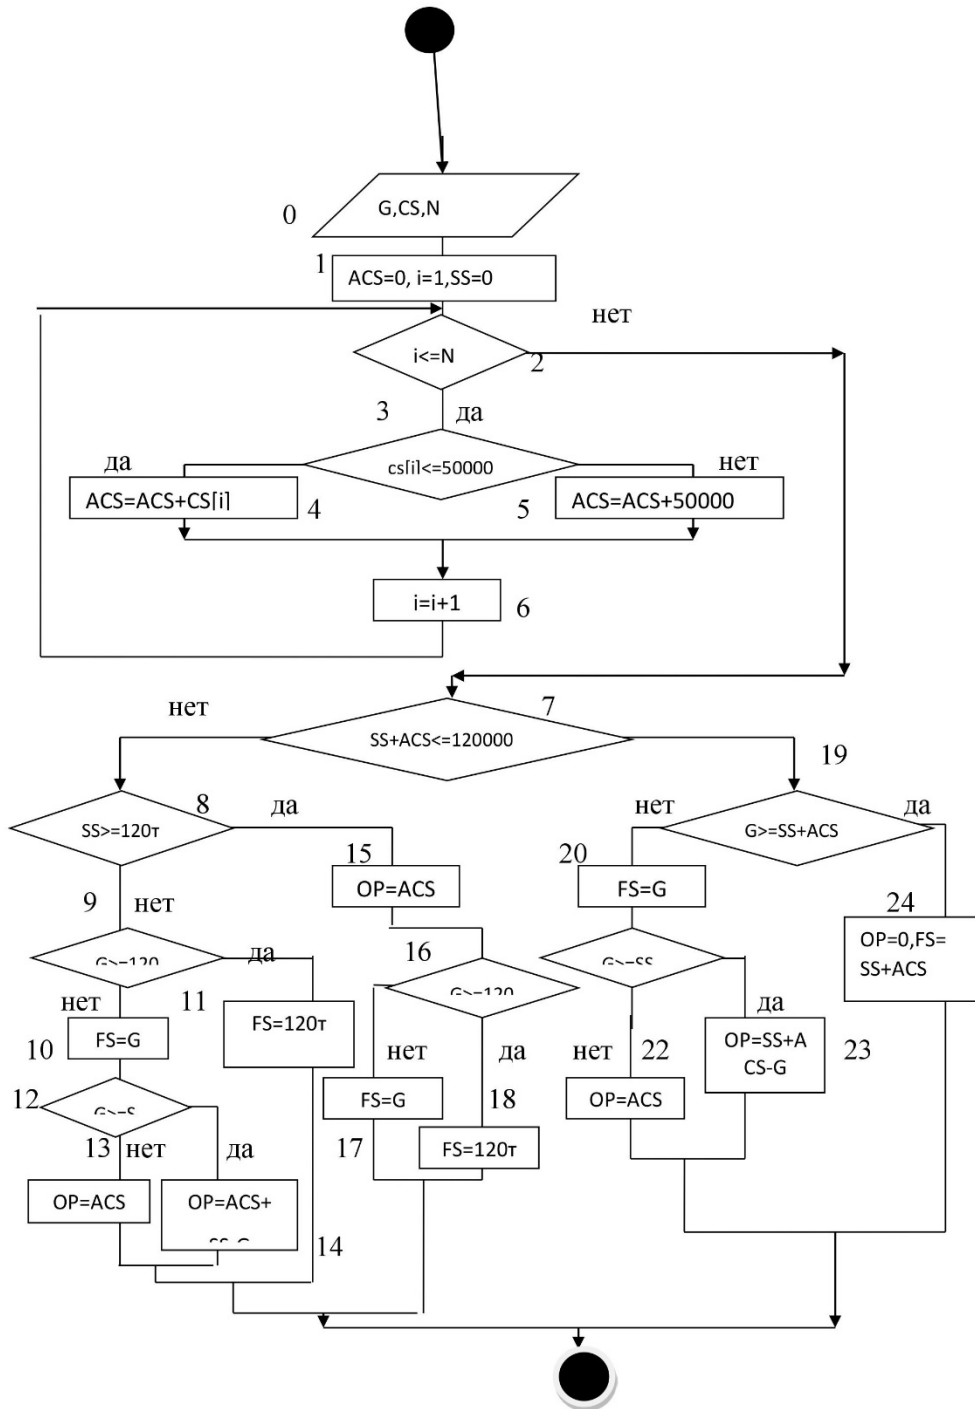 0
G,CS,N
1
ACS=0, i=1,SS=0
нет
i<=N
2
3
да
да
cs[i]<=50000
нет
ACS=ACS+CS[i]
4
5
ACS=ACS+50000
i=i+1
6
7
нет
SS+ACS<=120000
19
8
да
нет
да
SS>=120т
G>=SS+ACS
15
20
OP=ACS
FS=G
9
нет
24
OP=0,FS=
SS+ACS
16
G>=120
да
G>=SS
G>=120
нет
11
FS=120т
да
10
FS=G
нет
да
нет
22
OP=SS+A
CS-G
23
12
G>=S
FS=G
18
OP=ACS
13
нет
да
17
FS=120т
OP=ACS
OP=ACS+
SS-G
14